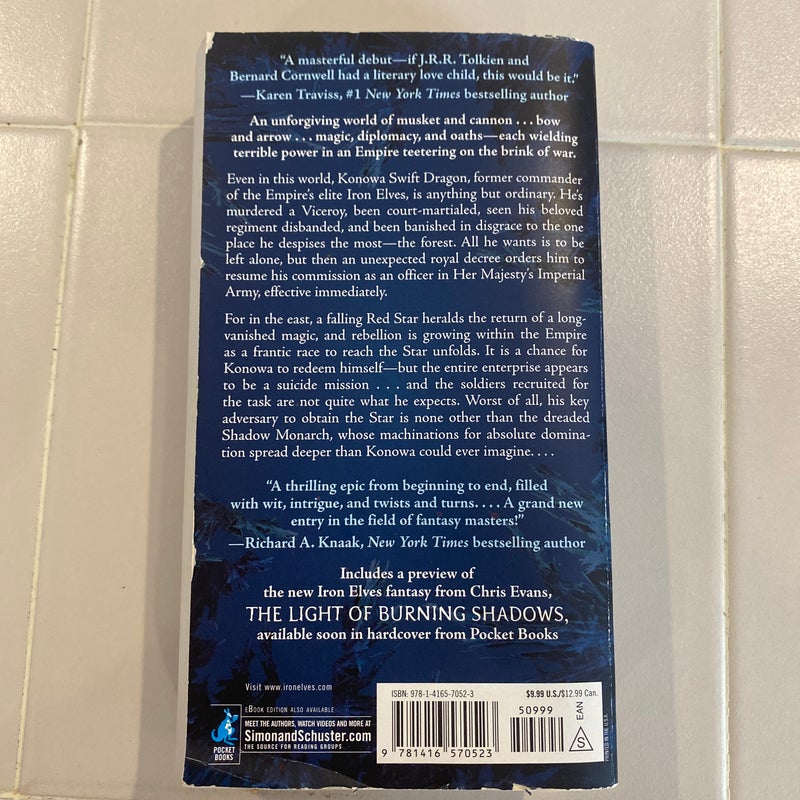 “A masterful debut—if J.R.R. Tolkien and
Bernard Cornwell had a literary love child, this would be it.”
—Karen Traviss, #1 New York Times bestselling author
An unforgiving world of musket and cannon . . . bow
and arrow . . . magic, diplomacy, and oaths—each wielding
terrible power in an Empire teetering on the brink of war.
Even in this world, Konowa Swift Dragon, former commander
of the Empire’s elite Iron Elves, is anything but ordinary. He’s
murdered a Viceroy, been court-martialed, seen his beloved
regiment disbanded, and been banished in disgrace to the one
place he despises the most—the forest. All he wants is to be
left alone, but then an unexpected royal decree orders him to
resume his commission as an officer in Her Majesty’s Imperial
Army, effective immediately.
For in the east, a falling Red Star heralds the return of a long-
vanished magic, and rebellion is growing within the Empire
as a frantic race to reach the Star unfolds. It is a chance for
Konowa to redeem himself—but the entire enterprise appears
to be a suicide mission . . . and the soldiers recruited for
the task are not quite what he expects. Worst of all, his key
adversary to obtain the Star is none other than the dreaded
Shadow Monarch, whose machinations for absolute domina-
tion spread deeper than Konowa could ever imagine. . . .
“A thrilling epic from beginning to end, filled
with wit, intrigue, and twists and turns. . . . A grand new
entry in the field of fantasy masters!”
—Richard A. Knaak, New York Times bestselling author
Includes a preview of
the new Iron Elves fantasy from Chris Evans,
THE LIGHT OF BURNING SHADOWS,
available soon in hardcover from Pocket Books
Visit www.ironelves.com
eBOOK EDITION ALSO AVAILABLE
MEET THE AUTHORS, WATCH VIDEOS AND MORE AT
SimonandSchuster.com
THE SOURCE FOR READING GROUPS
POCKET
BOOKS
ISBN: 978-1-4165-7052-3
$9.99 U.S./$12.99 Can.
50999
9 781416 570523
EAN
S
PRINTED IN THE U.S.A.